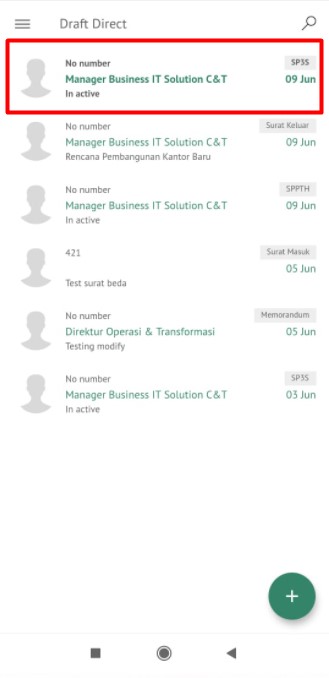 Draft Direct
No number SP3S
Manager Business IT Solution C&T 09 Jun
In active
No number Surat Keluar
Manager Business IT Solution C&T 09 Jun
Rencana Pembangunan Kantor Baru
No number SPPTH
Manager Business IT Solution C&T 09 Jun
In active
421 Surat Masuk
05 Jun
Test surat beda
No number Memorandum
Direktur Operasi & Transformasi 05 Jun
Testing modify
No number SP3S
Manager Business IT Solution C&T 03 Jun
In active